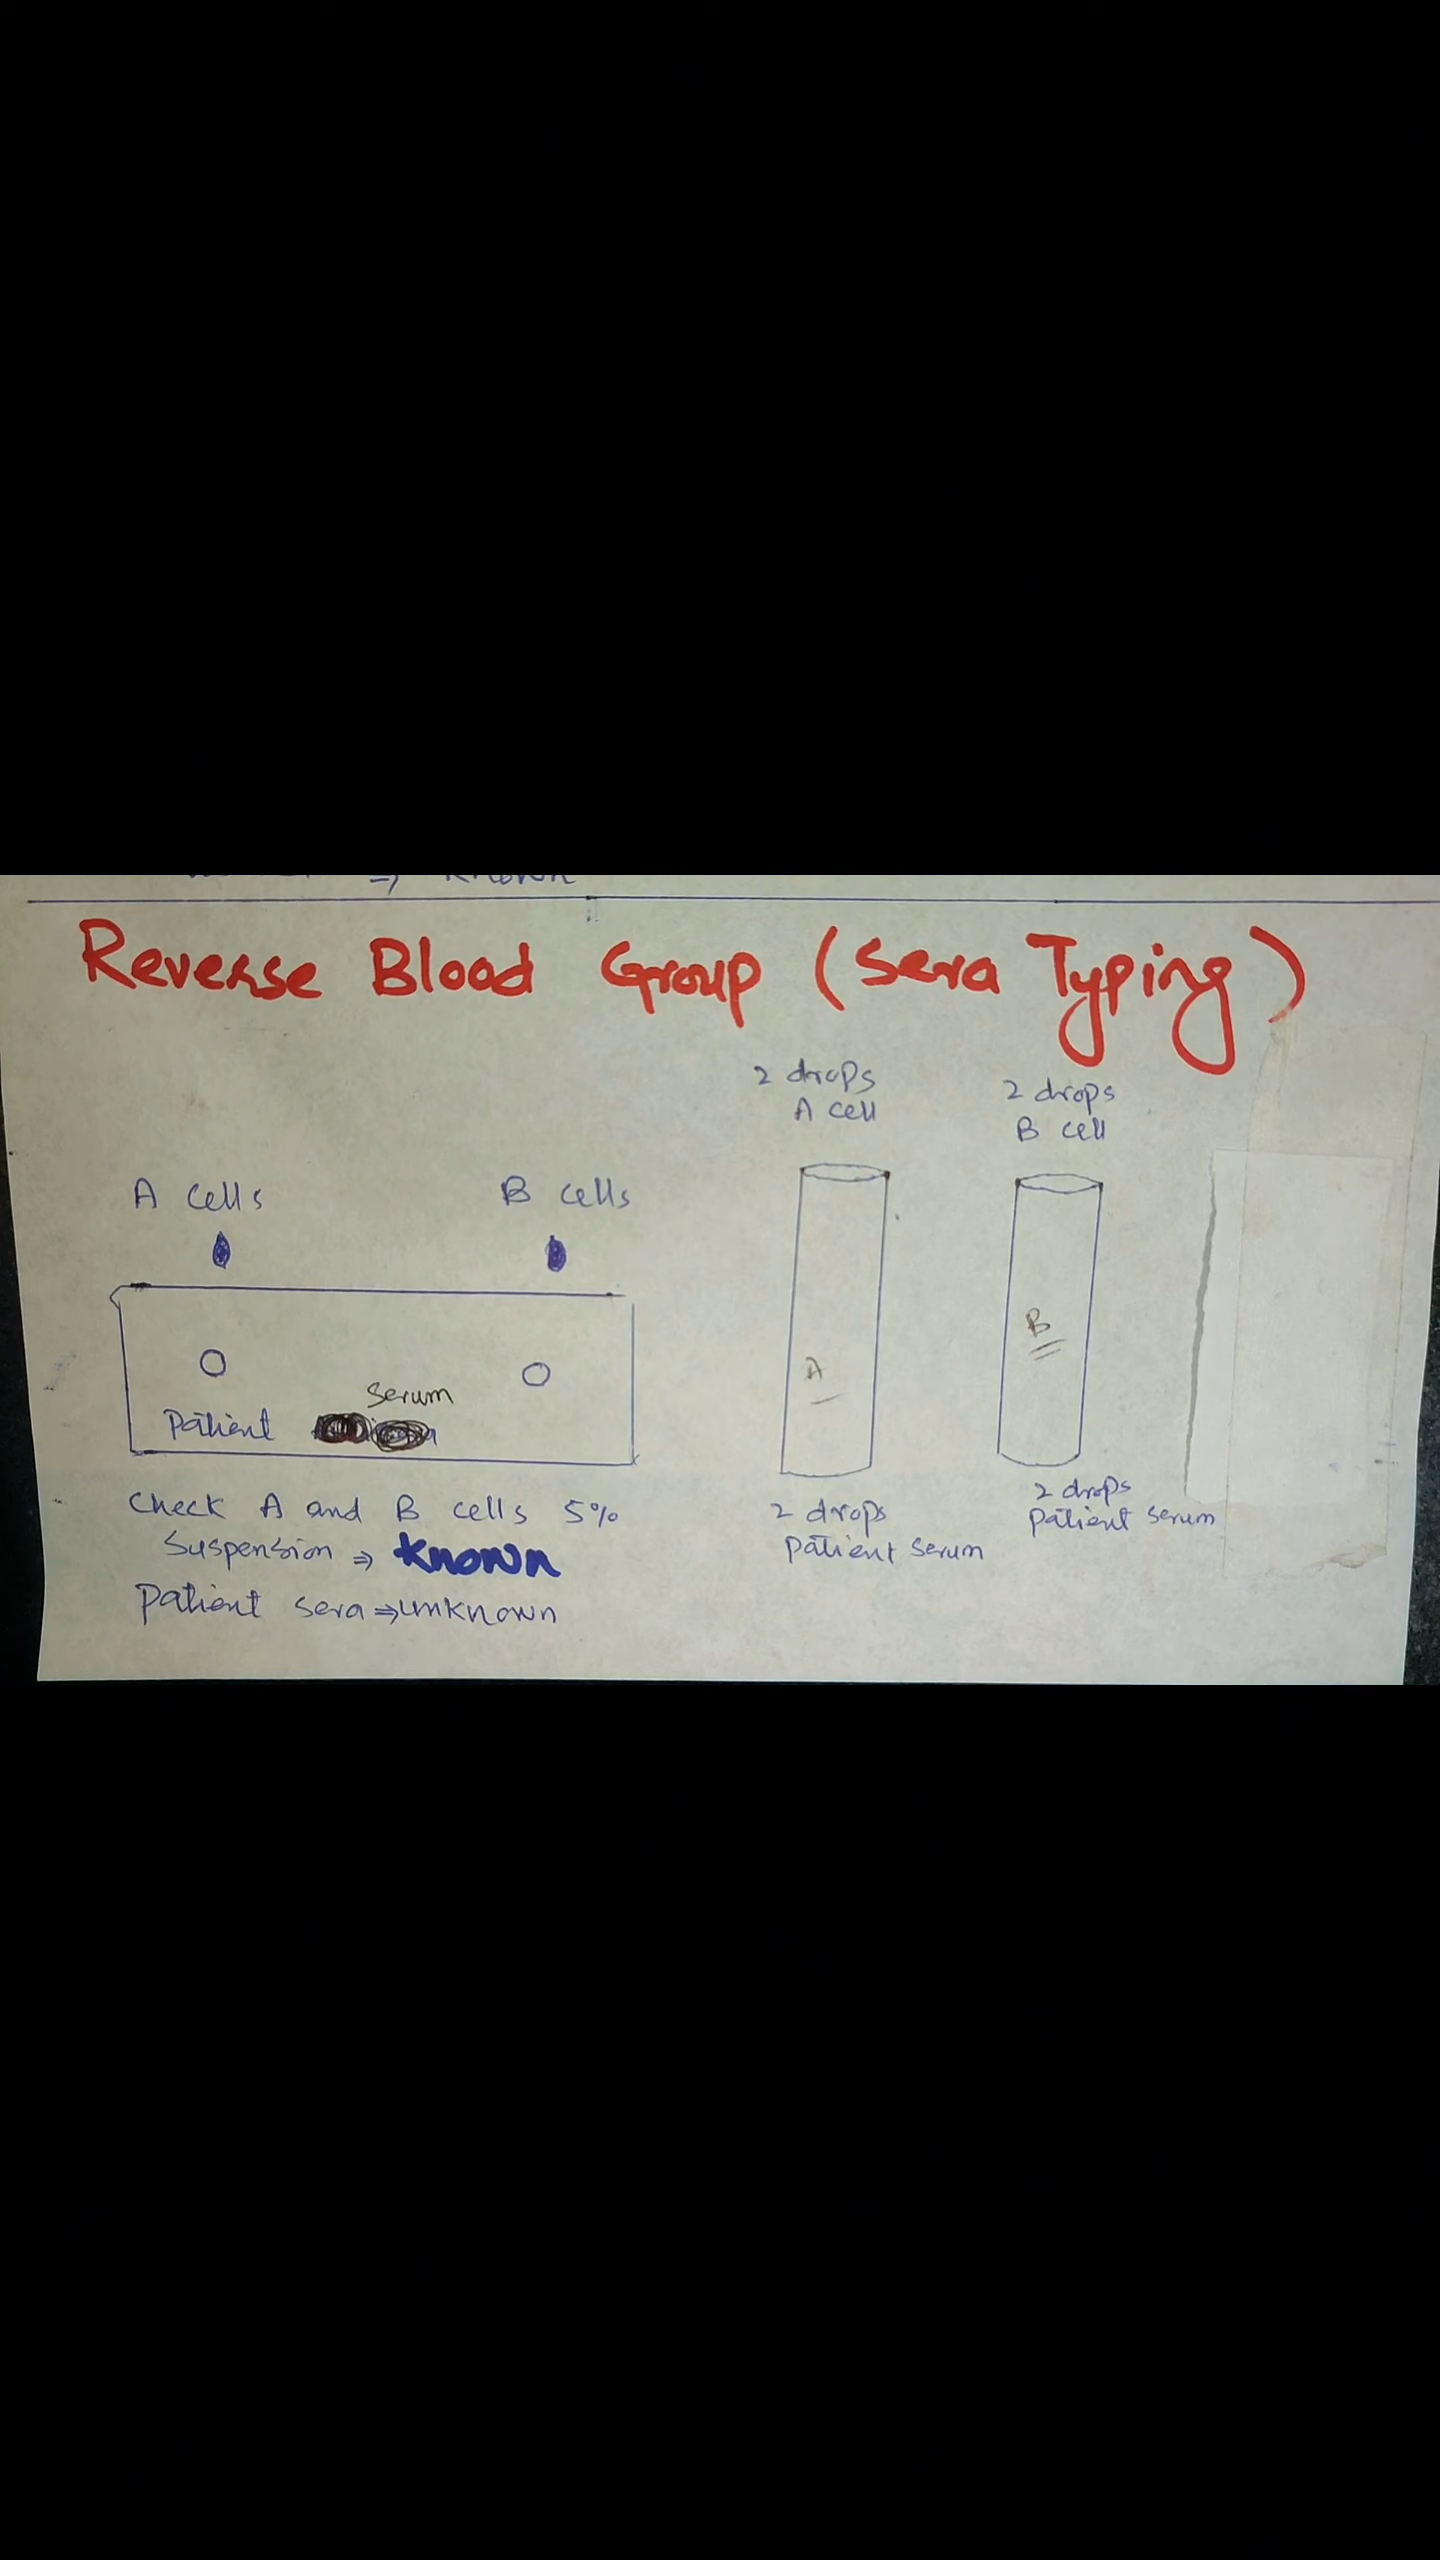 known
Reverse Blood Group (Sera Typing)
A cells
B cells
Serum
Patient
Check A and B cells 5%
Suspension ⇒ known
Patient sera ⇒ unknown
2 drops
A cell
A
2 drops
Patient serum
2 drops
B cell
B
2 drops
Patient serum